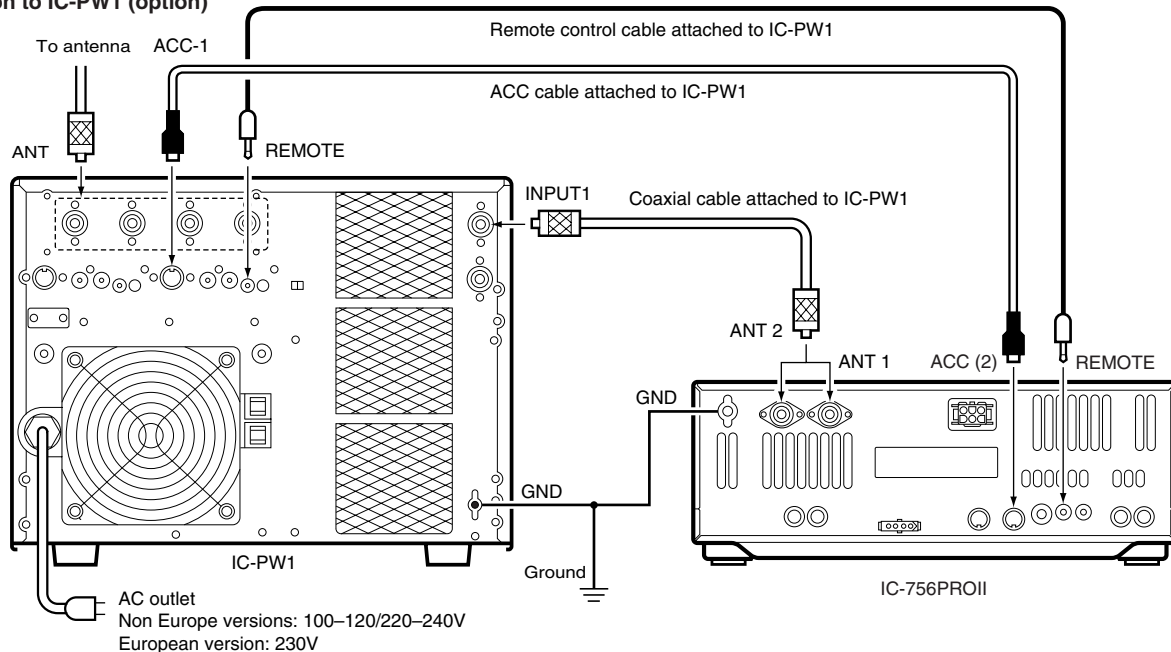 on to IC-PW1 (option)
Remote control cable attached to IC-PW1
To antenna
ACC-1
ACC cable attached to IC-PW1
ANT
REMOTE
INPUT1
Coaxial cable attached to IC-PW1
ANT 2
ANT 1
ACC (2)
REMOTE
GND
GND
IC-PW1
Ground
IC-756PROII
AC outlet
Non Europe versions: 100–120/220–240V
European version: 230V